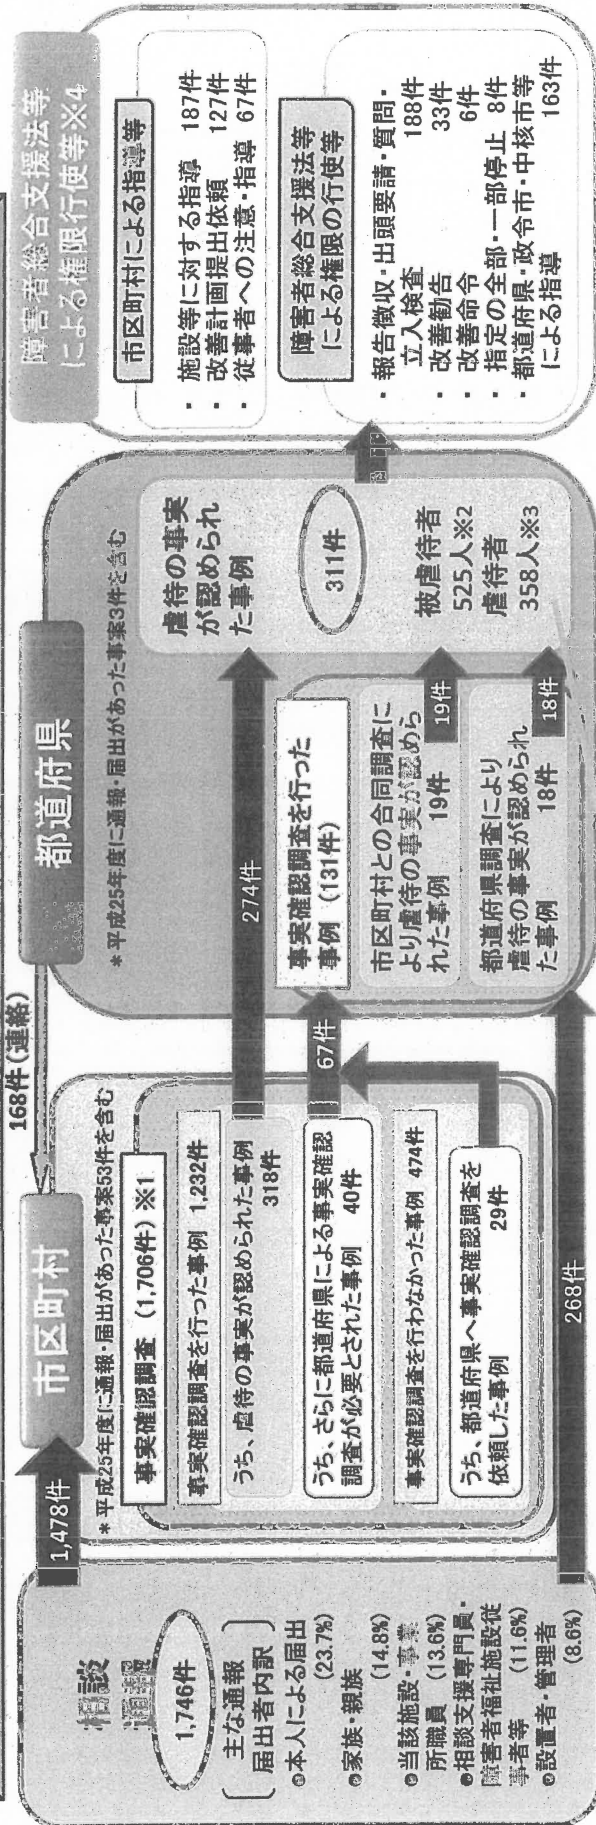 相談
通報
1,746件
主な通報
届出者内訳
●本人による届出
(23.7%)
●家族・親族
(14.8%)
●当該施設・事業
所職員 (13.6%)
●相談支援専門員・
障害者福祉施設従
事者等 (11.6%)
●設置者・管理者
(8.6%)
1,478件
268件
168件(連絡)
市区町村
*平成25年度に通報・届出があった事案53件を含む
事実確認調査 (1,706件) ※1
事実確認調査を行った事例 1,232件
うち、虐待の事実が認められた事例
318件
うち、さらに都道府県による事実確認
調査が必要とされた事例 40件
事実確認調査を行わなかった事例 474件
うち、都道府県へ事実確認調査を
依頼した事例 29件
274件
67件
都道府県
*平成25年度に通報・届出があった事案3件を含む
事実確認調査を行った
事例 (131件)
市区町村との合同調査に
より虐待の事実が認めら
れた事例 19件
都道府県調査により
虐待の事実が認められ
た事例 18件
19件
18件
虐待の事実
が認められ
た事例
311件
被虐待者
525人※2
虐待者
358人※3
障害者総合支援法等
による権限行使等※4
市区町村による指導等
・ 施設等に対する指導 187件
・ 改善計画提出依頼 127件
・ 従事者への注意・指導 67件
障害者総合支援法等
による権限の行使等
・ 報告徴収・出頭要請・質問・
立入検査 188件
・ 改善勧告 33件
・ 改善命令 6件
・ 指定の全部・一部停止 8件
・ 都道府県・政令市・中核市等
による指導 163件